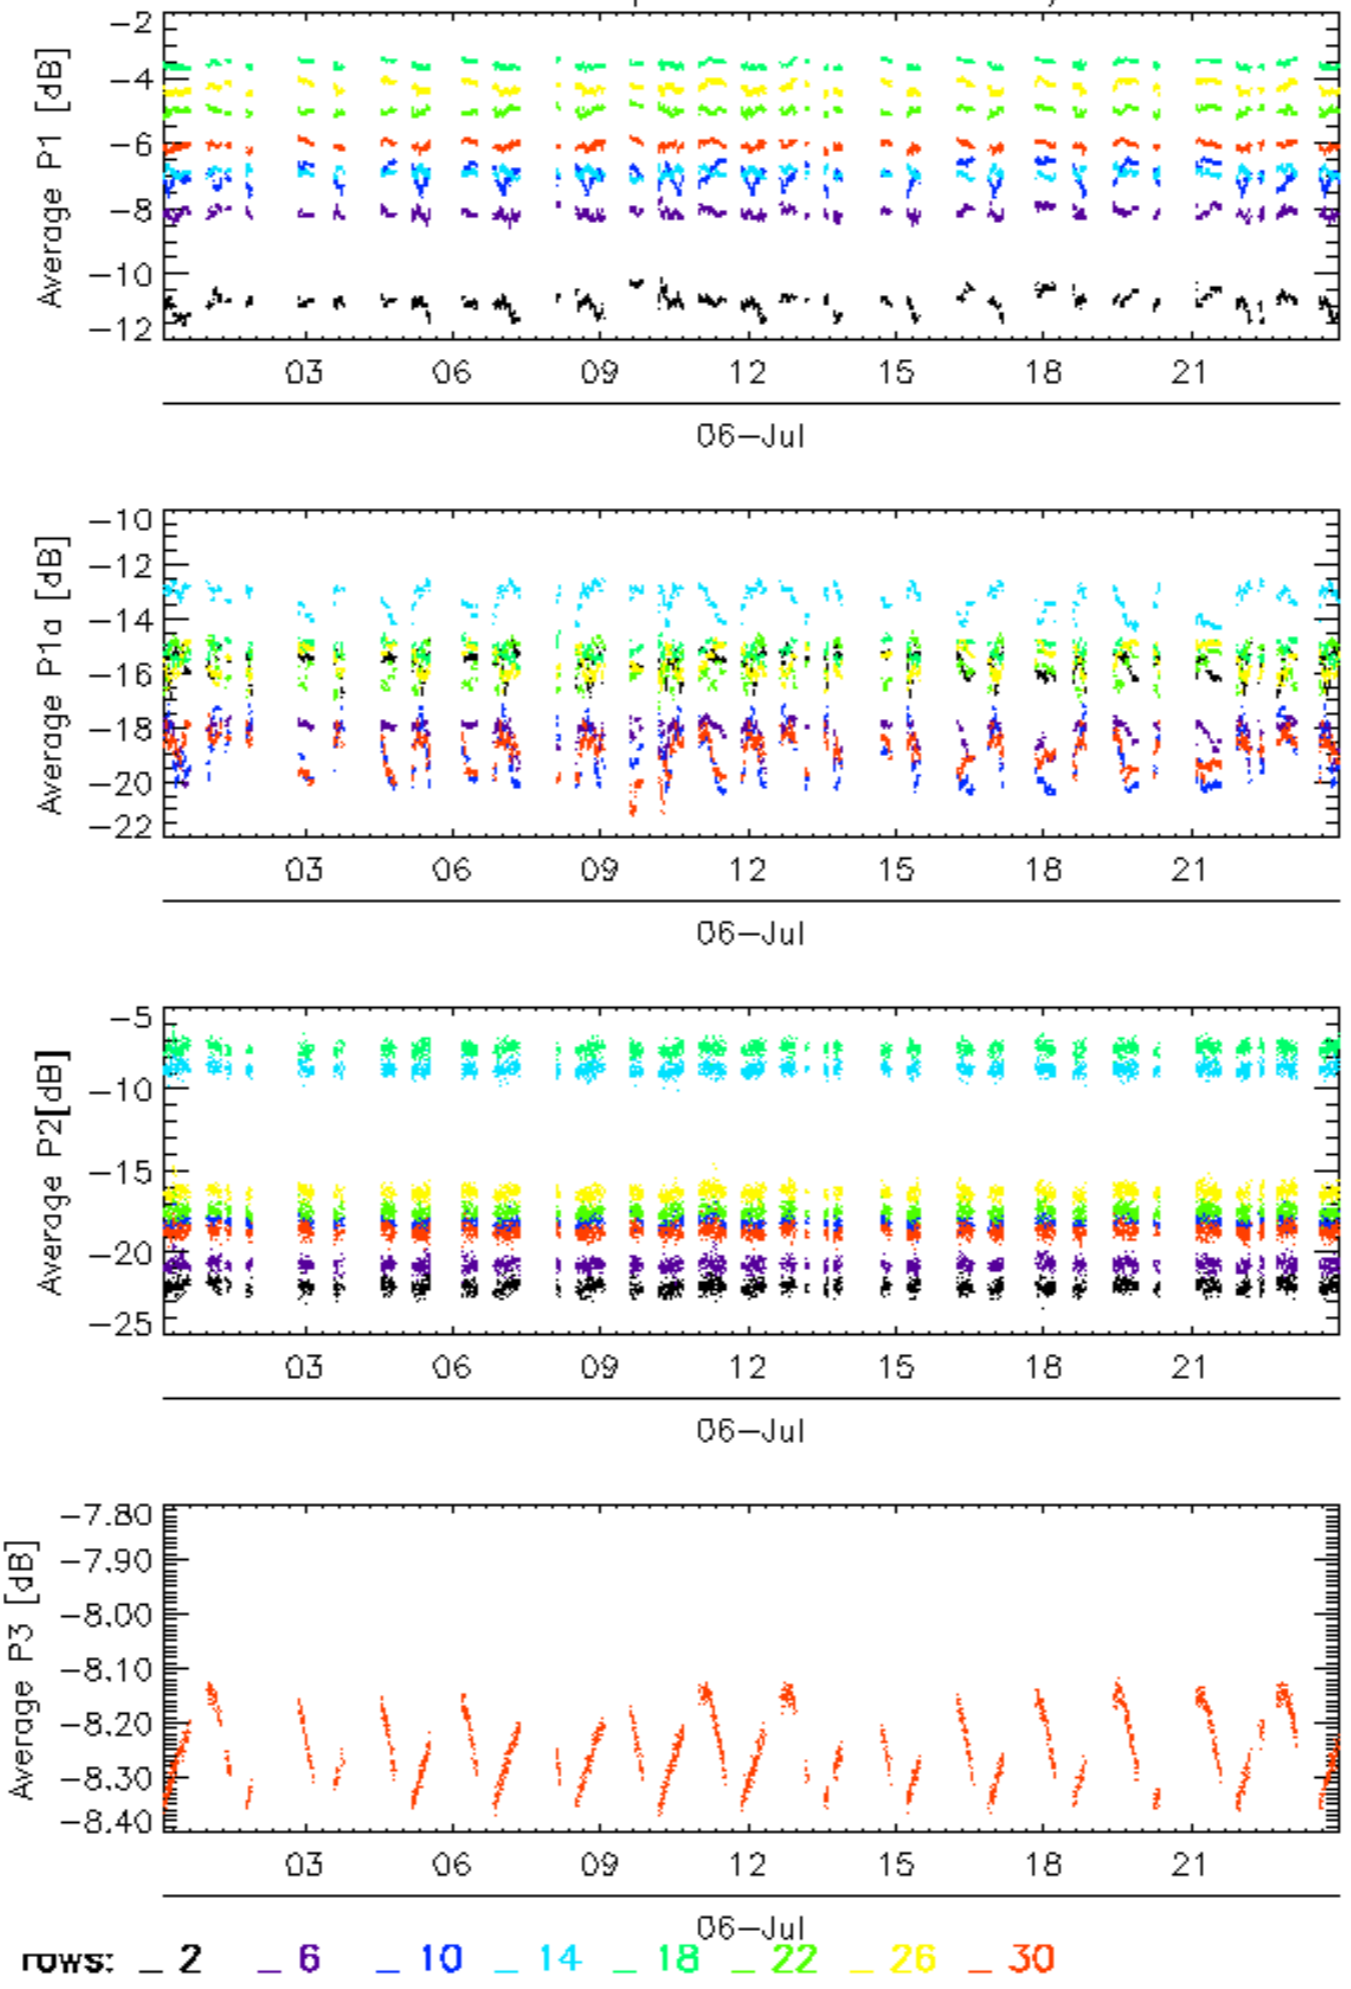 Average P1 [dB]
−2
−4
−6
−8
−10
−12
03 06 09 12 15 18 21
06−Jul
Average P1a [dB]
−10
−12
−14
−16
−18
−20
−22
03 06 09 12 15 18 21
06−Jul
Average P2[dB]
−5
−10
−15
−20
−25
03 06 09 12 15 18 21
06−Jul
Average P3 [dB]
−7.80
−7.90
−8.00
−8.10
−8.20
−8.30
−8.40
03 06 09 12 15 18 21
06−Jul
rows: _ 2 _ 6 _ 10 _ 14 _ 18 _ 22 _ 26 _ 30